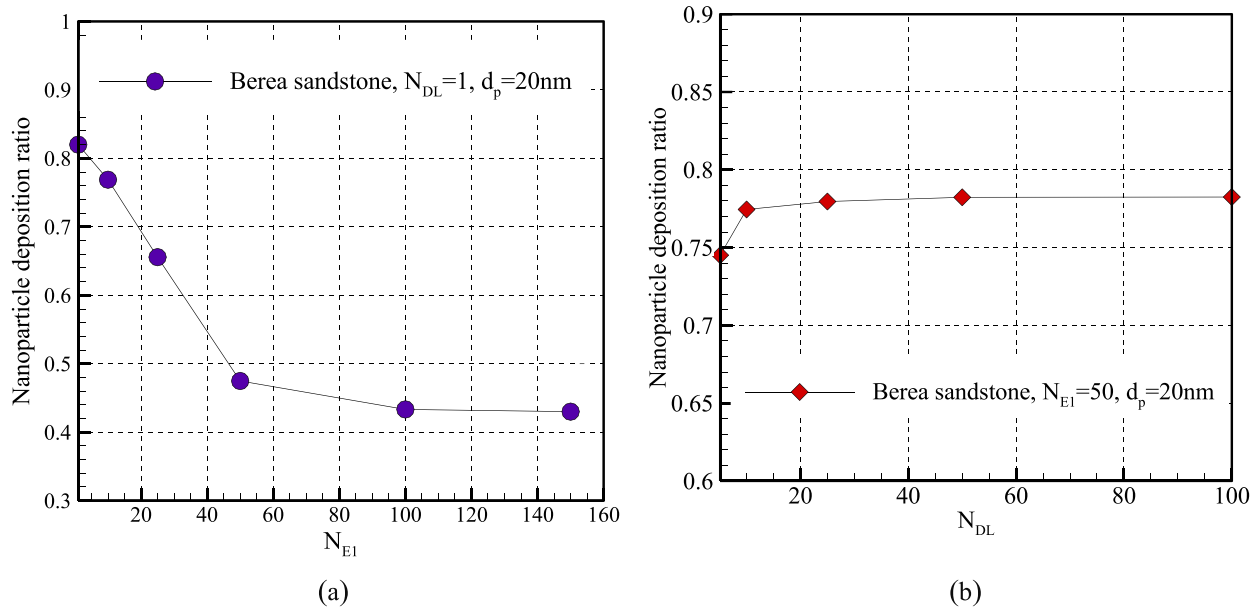 1
0.9
0.8
0.7
0.6
0.5
0.4
0.3
Nanoparticle deposition ratio
Berea sandstone, N_DL=1, d_p=20nm
20 40 60 80 100 120 140 160
N_E1
(a)
0.9
0.85
0.8
0.75
0.7
0.65
0.6
Nanoparticle deposition ratio
Berea sandstone, N_E1=50, d_p=20nm
20 40 60 80 100
N_DL
(b)